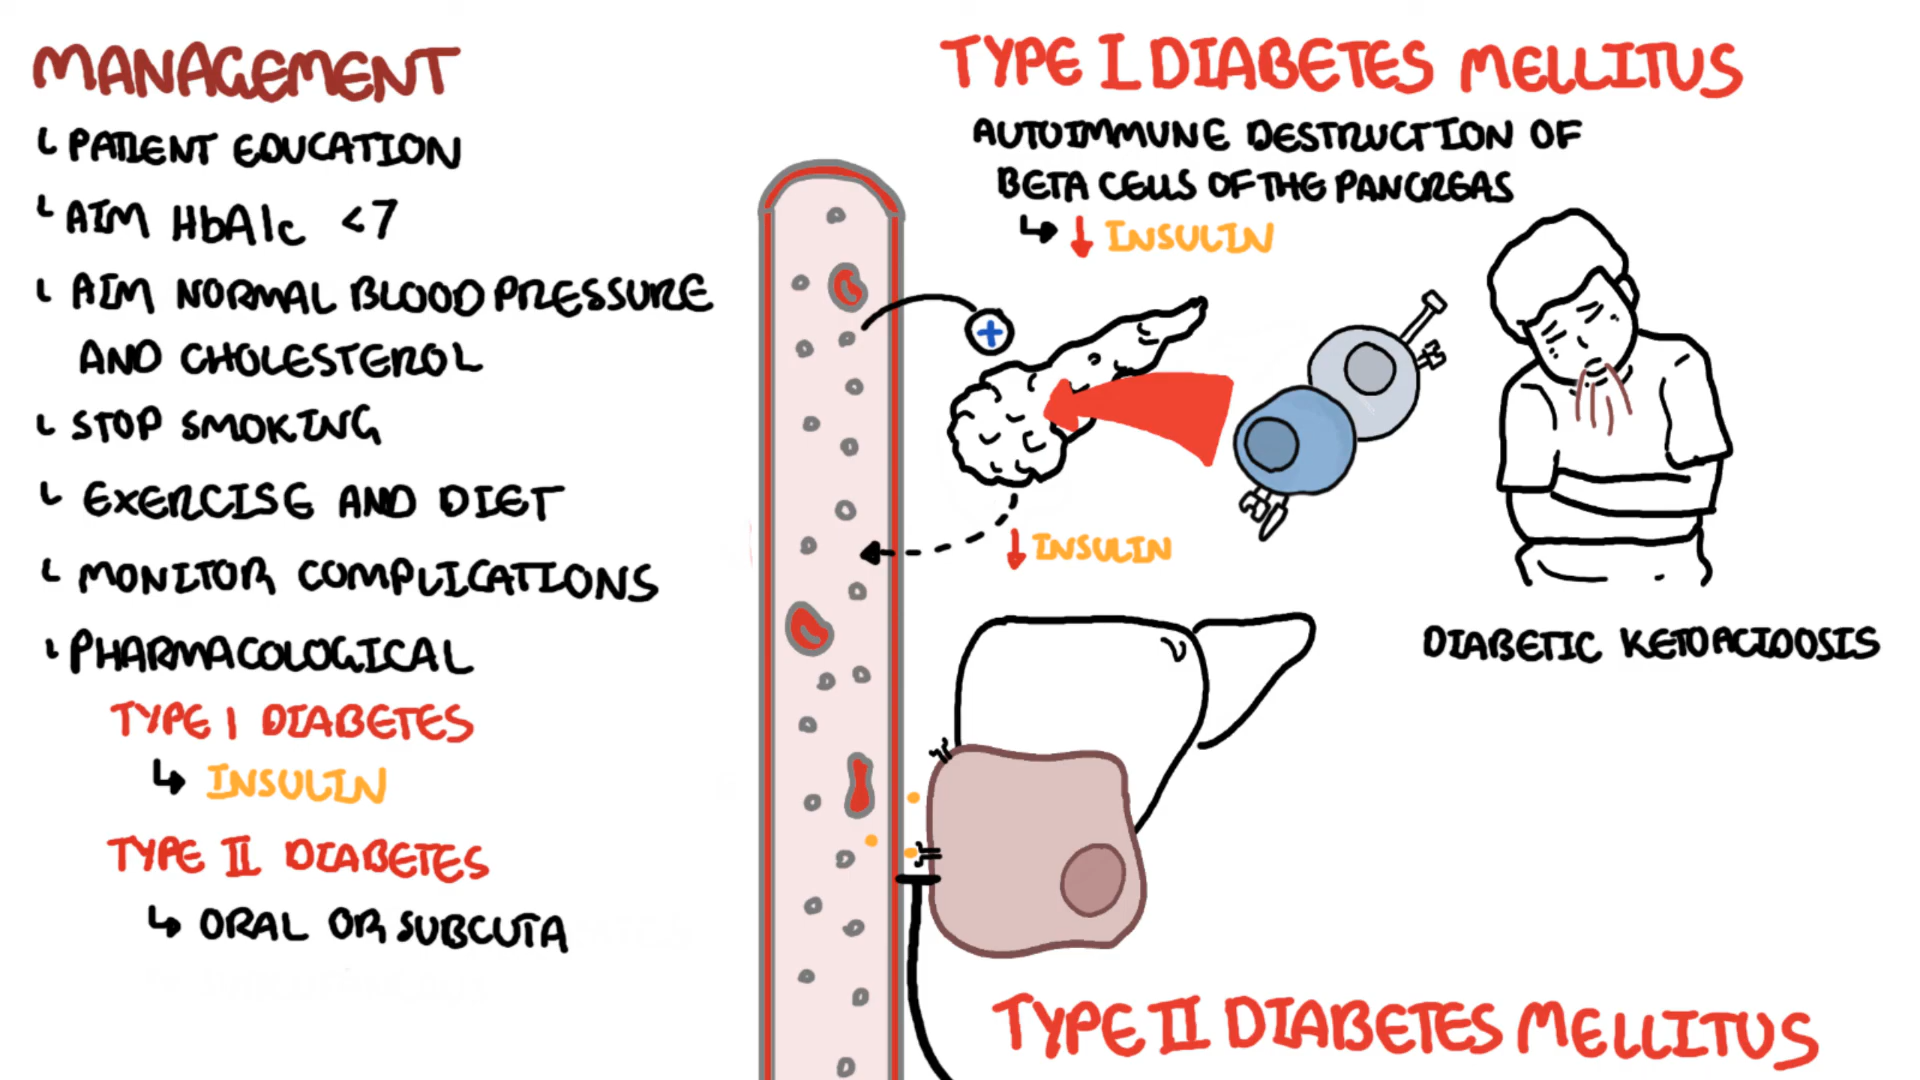 MANAGEMENT
PATIENT EDUCATION
AIM HbA1c <7
AIM NORMAL BLOOD PRESSURE
AND CHOLESTEROL
STOP SMOKING
EXERCISE AND DIET
MONITOR COMPLICATIONS
PHARMACOLOGICAL
TYPE I DIABETES
↳ INSULIN
TYPE II DIABETES
↳ ORAL OR SUBCUTA
TYPE I DIABETES MELLITUS
AUTOIMMUNE DESTRUCTION OF
BETA CELLS OF THE PANCREAS
↳ ↓ INSULIN
+
↓ INSULIN
DIABETIC KETOACIDOSIS
TYPE II DIABETES MELLITUS